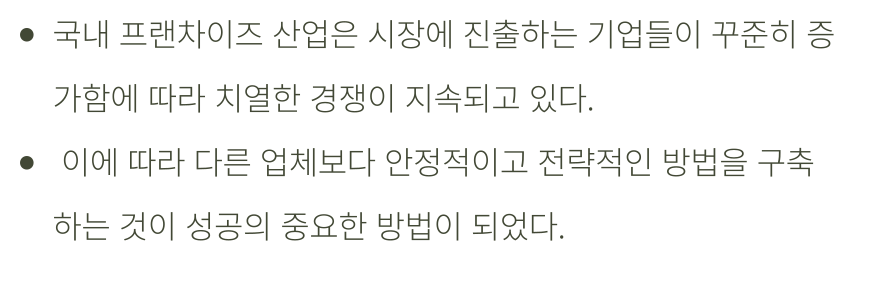 ● 국내 프랜차이즈 산업은 시장에 진출하는 기업들이 꾸준히 증
가함에 따라 치열한 경쟁이 지속되고 있다.
● 이에 따라 다른 업체보다 안정적이고 전략적인 방법을 구축
하는 것이 성공의 중요한 방법이 되었다.